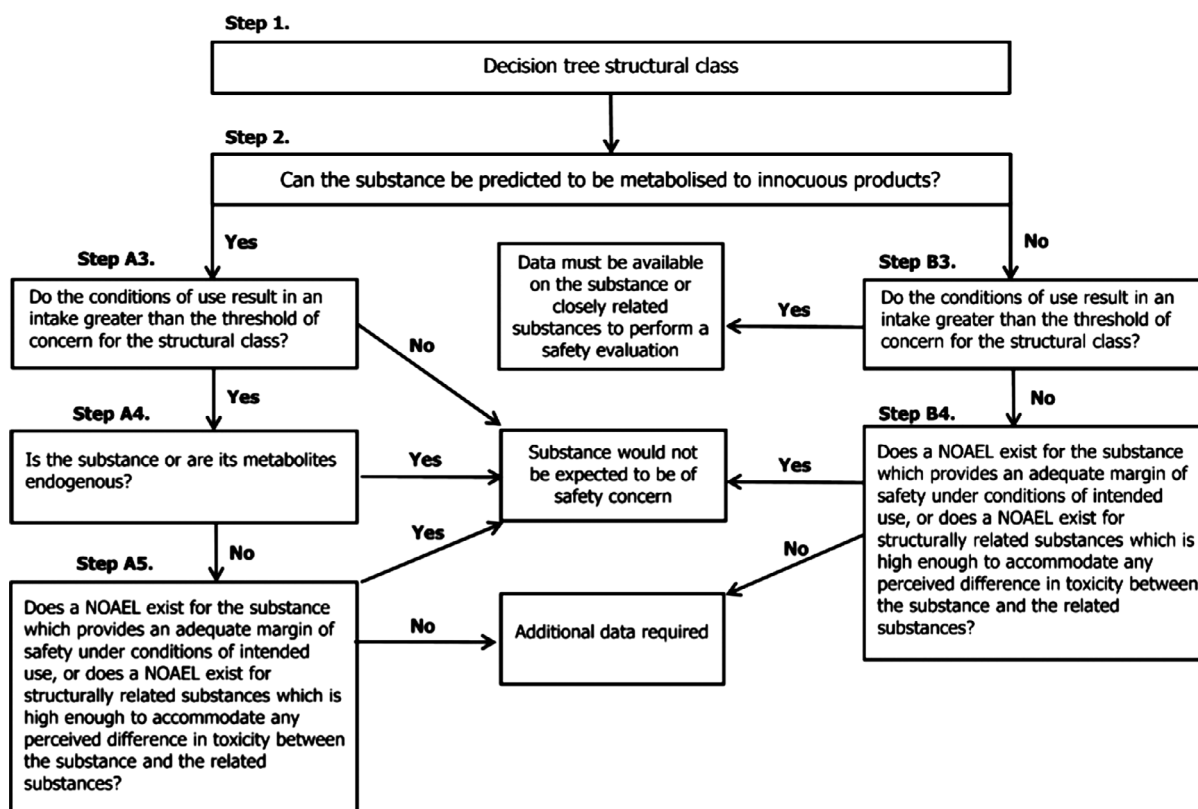 Step 1.
Decision tree structural class
Step 2.
Can the substance be predicted to be metabolised to innocuous products?
Yes
No
Step A3.
Do the conditions of use result in an
intake greater than the threshold of
concern for the structural class?
Data must be available
on the substance or
closely related
substances to perform a
safety evaluation
Step B3.
Do the conditions of use result in an
intake greater than the threshold of
concern for the structural class?
Yes
No
Yes
No
Step A4.
Is the substance or are its metabolites
endogenous?
Yes
Substance would not
be expected to be of
safety concern
Yes
Step B4.
Does a NOAEL exist for the substance
which provides an adequate margin of
safety under conditions of intended
use, or does a NOAEL exist for
structurally related substances which is
high enough to accommodate any
perceived difference in toxicity between
the substance and the related
substances?
No
Yes
No
Step A5.
Does a NOAEL exist for the substance
which provides an adequate margin of
safety under conditions of intended
use, or does a NOAEL exist for
structurally related substances which is
high enough to accommodate any
perceived difference in toxicity between
the substance and the related
substances?
No
Additional data required